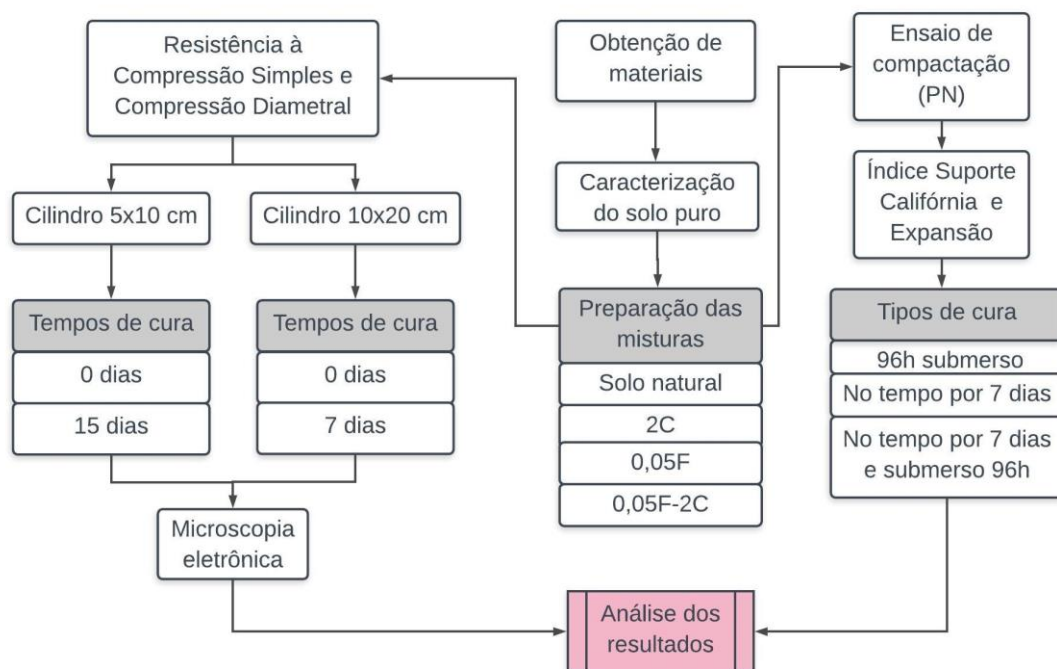 Resistência à
Compressão Simples e
Compressão Diametral
Cilindro 5x10 cm
Cilindro 10x20 cm
Tempos de cura
0 dias
15 dias
Tempos de cura
0 dias
7 dias
Microscopia
eletrônica
Obtenção de
materiais
Caracterização
do solo puro
Preparação das
misturas
Solo natural
2C
0,05F
0,05F-2C
Ensaio de
compactação
(PN)
Índice Suporte
Califórnia e
Expansão
Tipos de cura
96h submerso
No tempo por 7 dias
No tempo por 7 dias
e submerso 96h
Análise dos
resultados